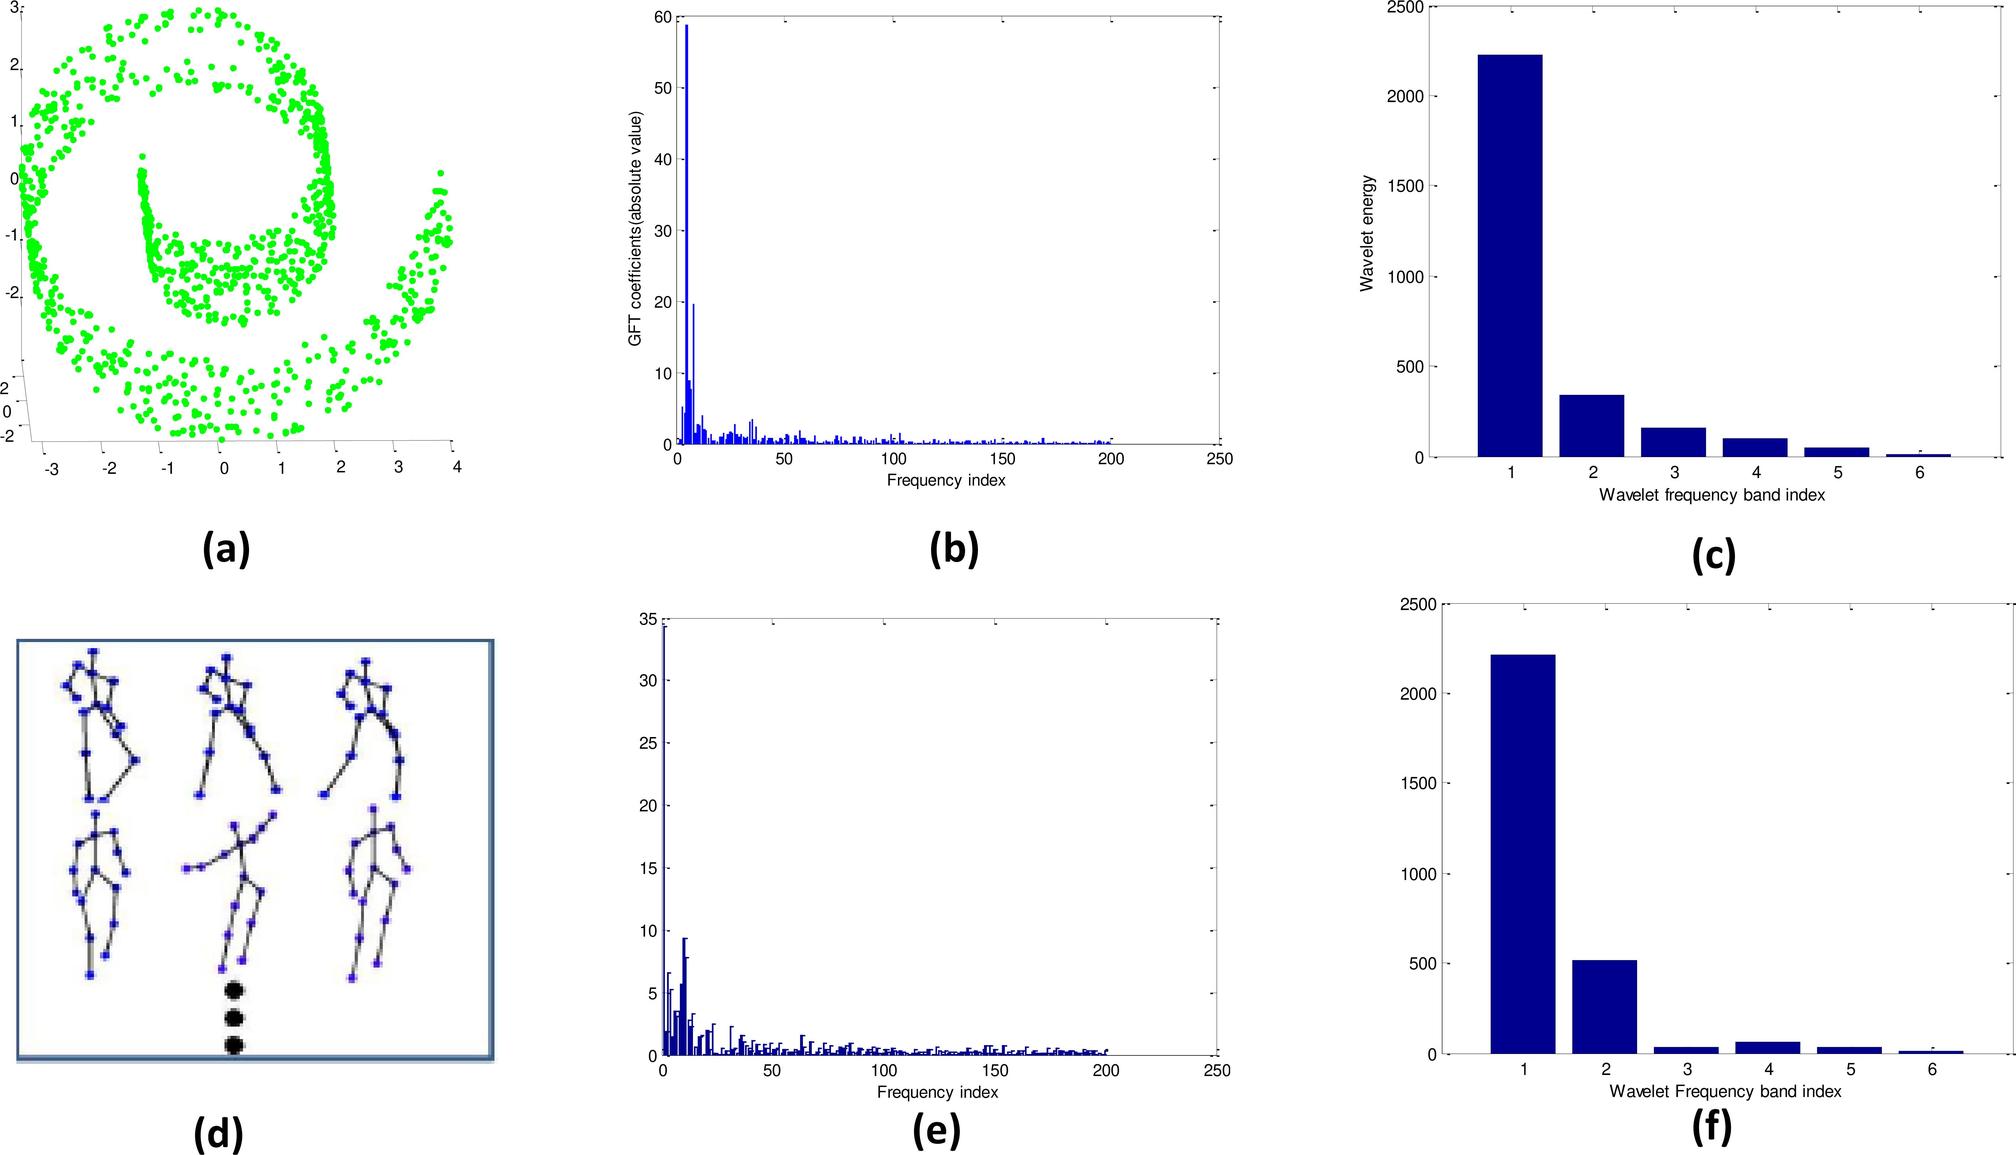 3
2
1
0
-1
-2
2
0
-2
-3 -2 -1 0 1 2 3 4
(a)
60
50
40
30
20
10
0
GFT coefficients(absolute value)
0 50 100 150 200 250
Frequency index
(b)
2500
2000
1500
1000
500
0
Wavelet energy
1 2 3 4 5 6
Wavelet frequency band index
(c)
(d)
35
30
25
20
15
10
5
0
0 50 100 150 200 250
Frequency index
(e)
2500
2000
1500
1000
500
0
1 2 3 4 5 6
Wavelet Frequency band index
(f)